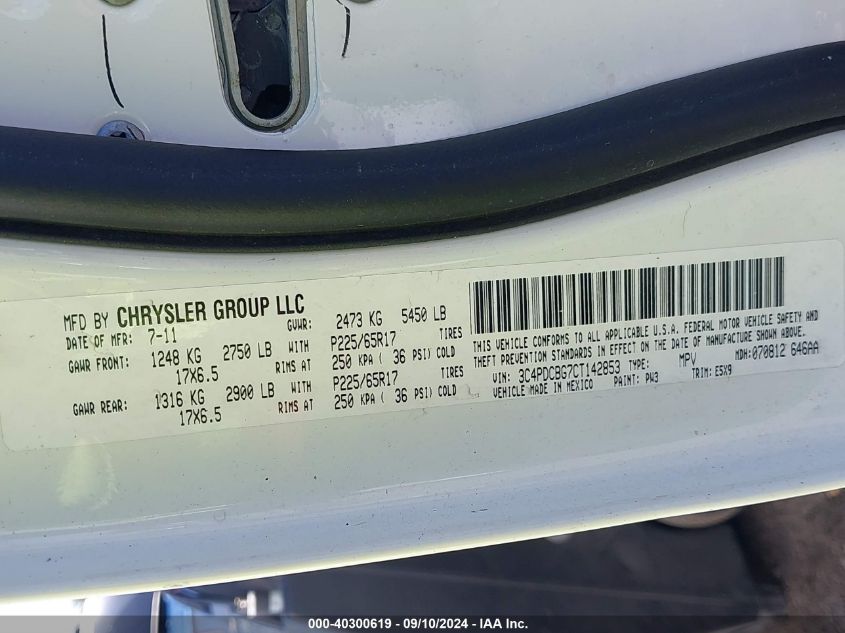 MFD BY CHRYSLER GROUP LLC
DATE OF MFR: 7-11 GVWR: 2473 KG 5450 LB
GAWR FRONT: 1248 KG 2750 LB WITH P225/65R17 TIRES
17X6.5 RIMS AT 250 KPA ( 36 PSI) COLD
GAWR REAR: 1316 KG 2900 LB WITH P225/65R17 TIRES
17X6.5 RIMS AT 250 KPA ( 36 PSI) COLD
THIS VEHICLE CONFORMS TO ALL APPLICABLE U.S.A. FEDERAL MOTOR VEHICLE SAFETY AND
THEFT PREVENTION STANDARDS IN EFFECT ON THE DATE OF MANUFACTURE SHOWN ABOVE.
VIN: 3C4PDCBG7CT142853 TYPE: MPV MDH:070812 646AA
VEHICLE MADE IN MEXICO PAINT: PW3 TRIM: E5X9
000-40300619 - 09/10/2024 - IAA Inc.